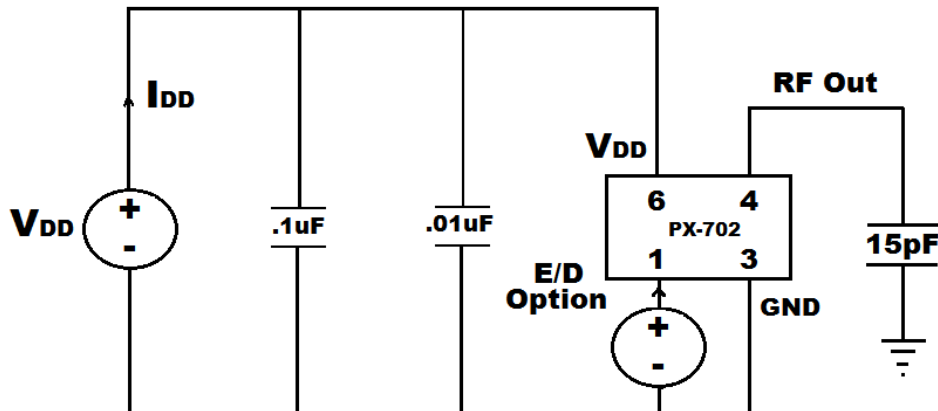 IDD
RF Out
VDD
VDD
+
-
.1uF
.01uF
6 4
PX-702
1 3
15pF
E/D
Option
GND
+
-